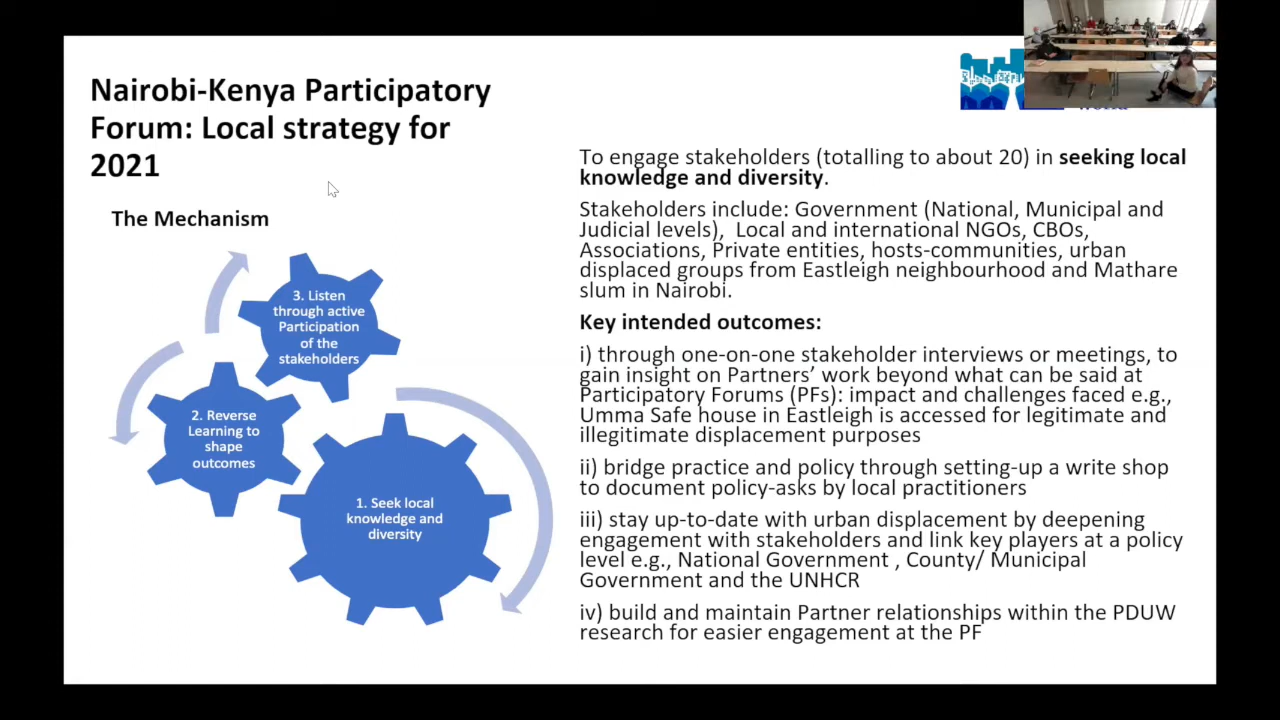 Nairobi-Kenya Participatory
Forum: Local strategy for
2021
The Mechanism
3. Listen
through active
Participation
of the
stakeholders
2. Reverse
Learning to
shape
outcomes
1. Seek local
knowledge and
diversity
To engage stakeholders (totalling to about 20) in seeking local
knowledge and diversity.
Stakeholders include: Government (National, Municipal and
Judicial levels), Local and international NGOs, CBOs,
Associations, Private entities, hosts-communities, urban
displaced groups from Eastleigh neighbourhood and Mathare
slum in Nairobi.
Key intended outcomes:
i) through one-on-one stakeholder interviews or meetings, to
gain insight on Partners’ work beyond what can be said at
Participatory Forums (PFs): impact and challenges faced e.g.,
Umma Safe house in Eastleigh is accessed for legitimate and
illegitimate displacement purposes
ii) bridge practice and policy through setting-up a write shop
to document policy-asks by local practitioners
iii) stay up-to-date with urban displacement by deepening
engagement with stakeholders and link key players at a policy
level e.g., National Government , County/ Municipal
Government and the UNHCR
iv) build and maintain Partner relationships within the PDUW
research for easier engagement at the PF